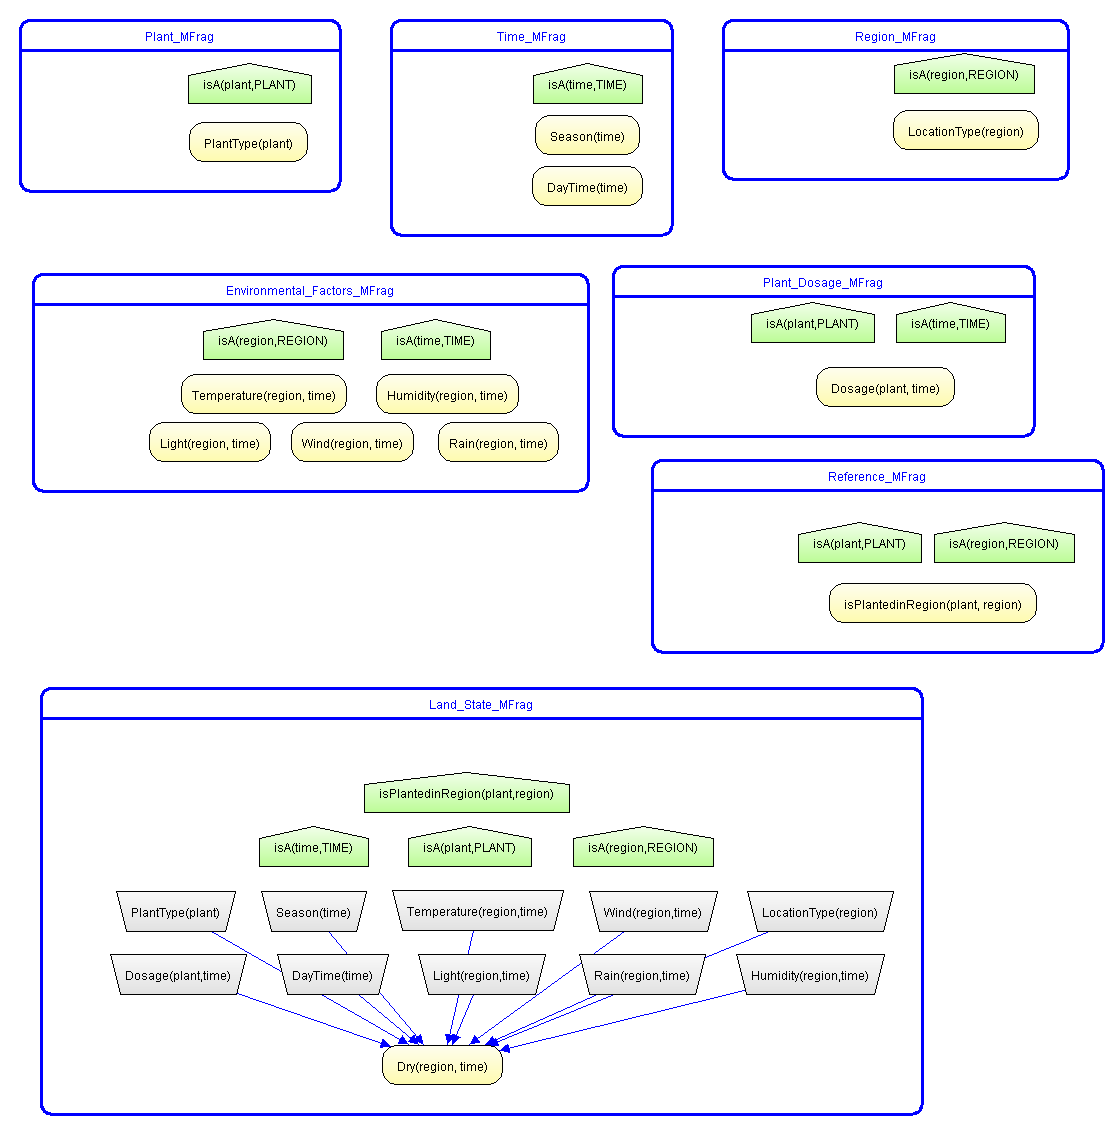 Plant_MFrag
isA(plant,PLANT)
PlantType(plant)
Time_MFrag
isA(time,TIME)
Season(time)
DayTime(time)
Region_MFrag
isA(region,REGION)
LocationType(region)
Environmental_Factors_MFrag
isA(region,REGION)
isA(time,TIME)
Temperature(region, time)
Humidity(region, time)
Light(region, time)
Wind(region, time)
Rain(region, time)
Plant_Dosage_MFrag
isA(plant,PLANT)
isA(time,TIME)
Dosage(plant, time)
Reference_MFrag
isA(plant,PLANT)
isA(region,REGION)
isPlantedinRegion(plant, region)
Land_State_MFrag
isPlantedinRegion(plant,region)
isA(time,TIME)
isA(plant,PLANT)
isA(region,REGION)
PlantType(plant)
Season(time)
Temperature(region,time)
Wind(region,time)
LocationType(region)
Dosage(plant,time)
DayTime(time)
Light(region,time)
Rain(region,time)
Humidity(region,time)
Dry(region, time)